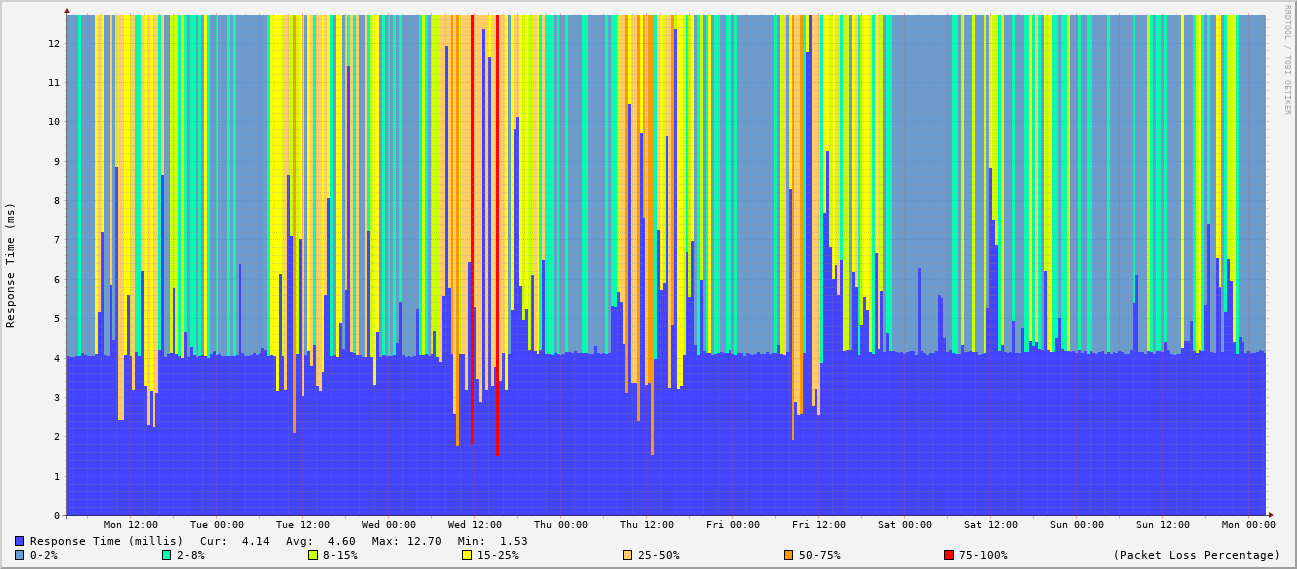 RRDTOOL / TOBI OETIKER
Response Time (ms)
12
11
10
9
8
7
6
5
4
3
2
1
0
Mon 12:00 Tue 00:00 Tue 12:00 Wed 00:00 Wed 12:00 Thu 00:00 Thu 12:00 Fri 00:00 Fri 12:00 Sat 00:00 Sat 12:00 Sun 00:00 Sun 12:00 Mon 00:00
Response Time (millis) Cur: 4.14 Avg: 4.60 Max: 12.70 Min: 1.53
0-2% 2-8% 8-15% 15-25% 25-50% 50-75% 75-100% (Packet Loss Percentage)